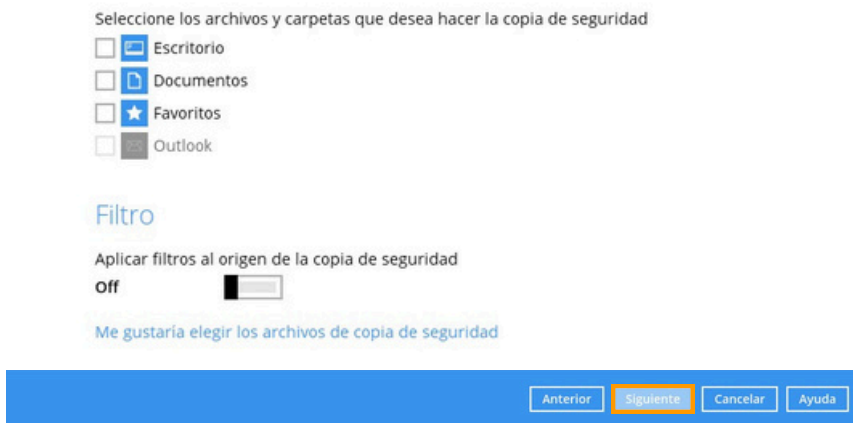 Seleccione los archivos y carpetas que desea hacer la copia de seguridad
Escritorio
Documentos
Favoritos
Outlook
Filtro
Aplicar filtros al origen de la copia de seguridad
Off
Me gustaría elegir los archivos de copia de seguridad
Anterior Siguiente Cancelar Ayuda